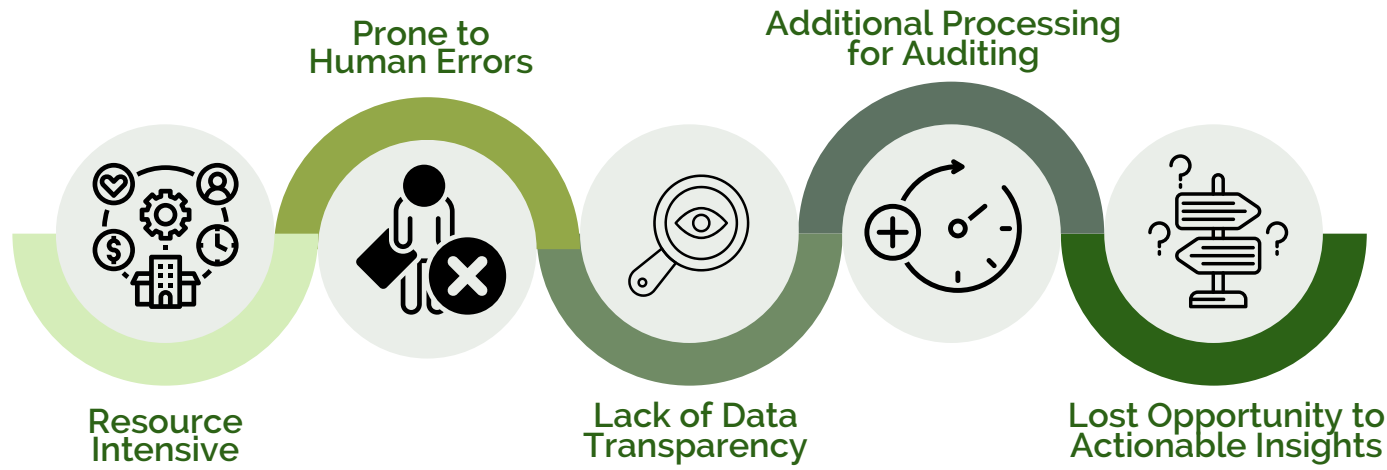 Prone to
Human Errors
Additional Processing
for Auditing
Resource
Intensive
Lack of Data
Transparency
Lost Opportunity to
Actionable Insights